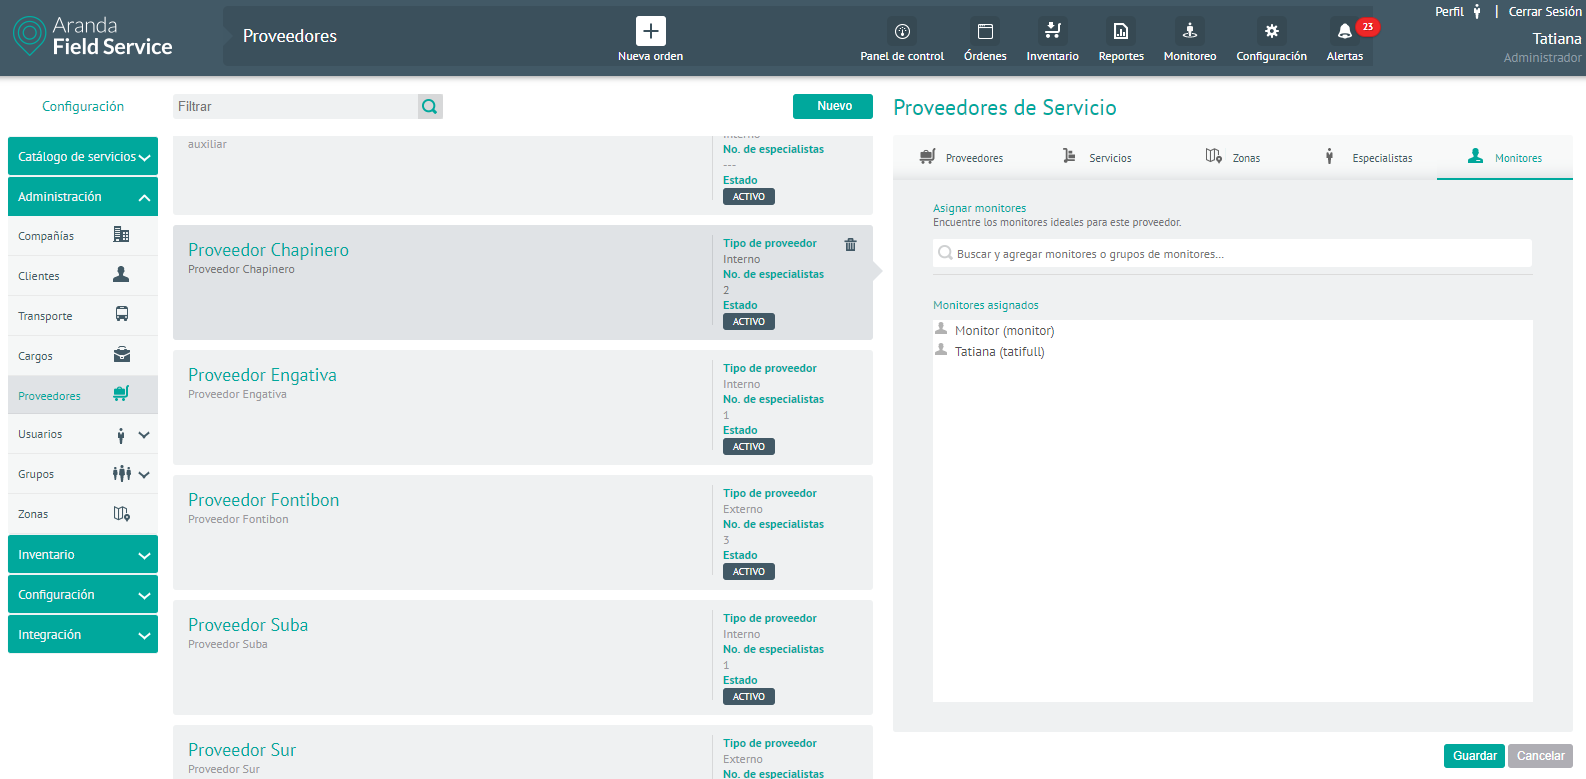 Aranda
Field Service
Proveedores
Nueva orden
Panel de control
Órdenes
Inventario
Reportes
Monitoreo
Configuración
Alertas
23
Perfil | Cerrar Sesión
Tatiana
Administrador
Configuración
Catálogo de servicios
Administración
Compañías
Clientes
Transporte
Cargos
Proveedores
Usuarios
Grupos
Zonas
Inventario
Configuración
Integración
Filtrar
Nuevo
auxiliar
Interno
No. de especialistas
---
Estado
ACTIVO
Proveedor Chapinero
Proveedor Chapinero
Tipo de proveedor
Interno
No. de especialistas
2
Estado
ACTIVO
Proveedor Engativa
Proveedor Engativa
Tipo de proveedor
Interno
No. de especialistas
1
Estado
ACTIVO
Proveedor Fontibon
Proveedor Fontibon
Tipo de proveedor
Externo
No. de especialistas
3
Estado
ACTIVO
Proveedor Suba
Proveedor Suba
Tipo de proveedor
Interno
No. de especialistas
1
Estado
ACTIVO
Proveedor Sur
Proveedor Sur
Tipo de proveedor
Externo
No. de especialistas
Proveedores de Servicio
Proveedores
Servicios
Zonas
Especialistas
Monitores
Asignar monitores
Encuentre los monitores ideales para este proveedor.
Buscar y agregar monitores o grupos de monitores...
Monitores asignados
Monitor (monitor)
Tatiana (tatifull)
Guardar
Cancelar